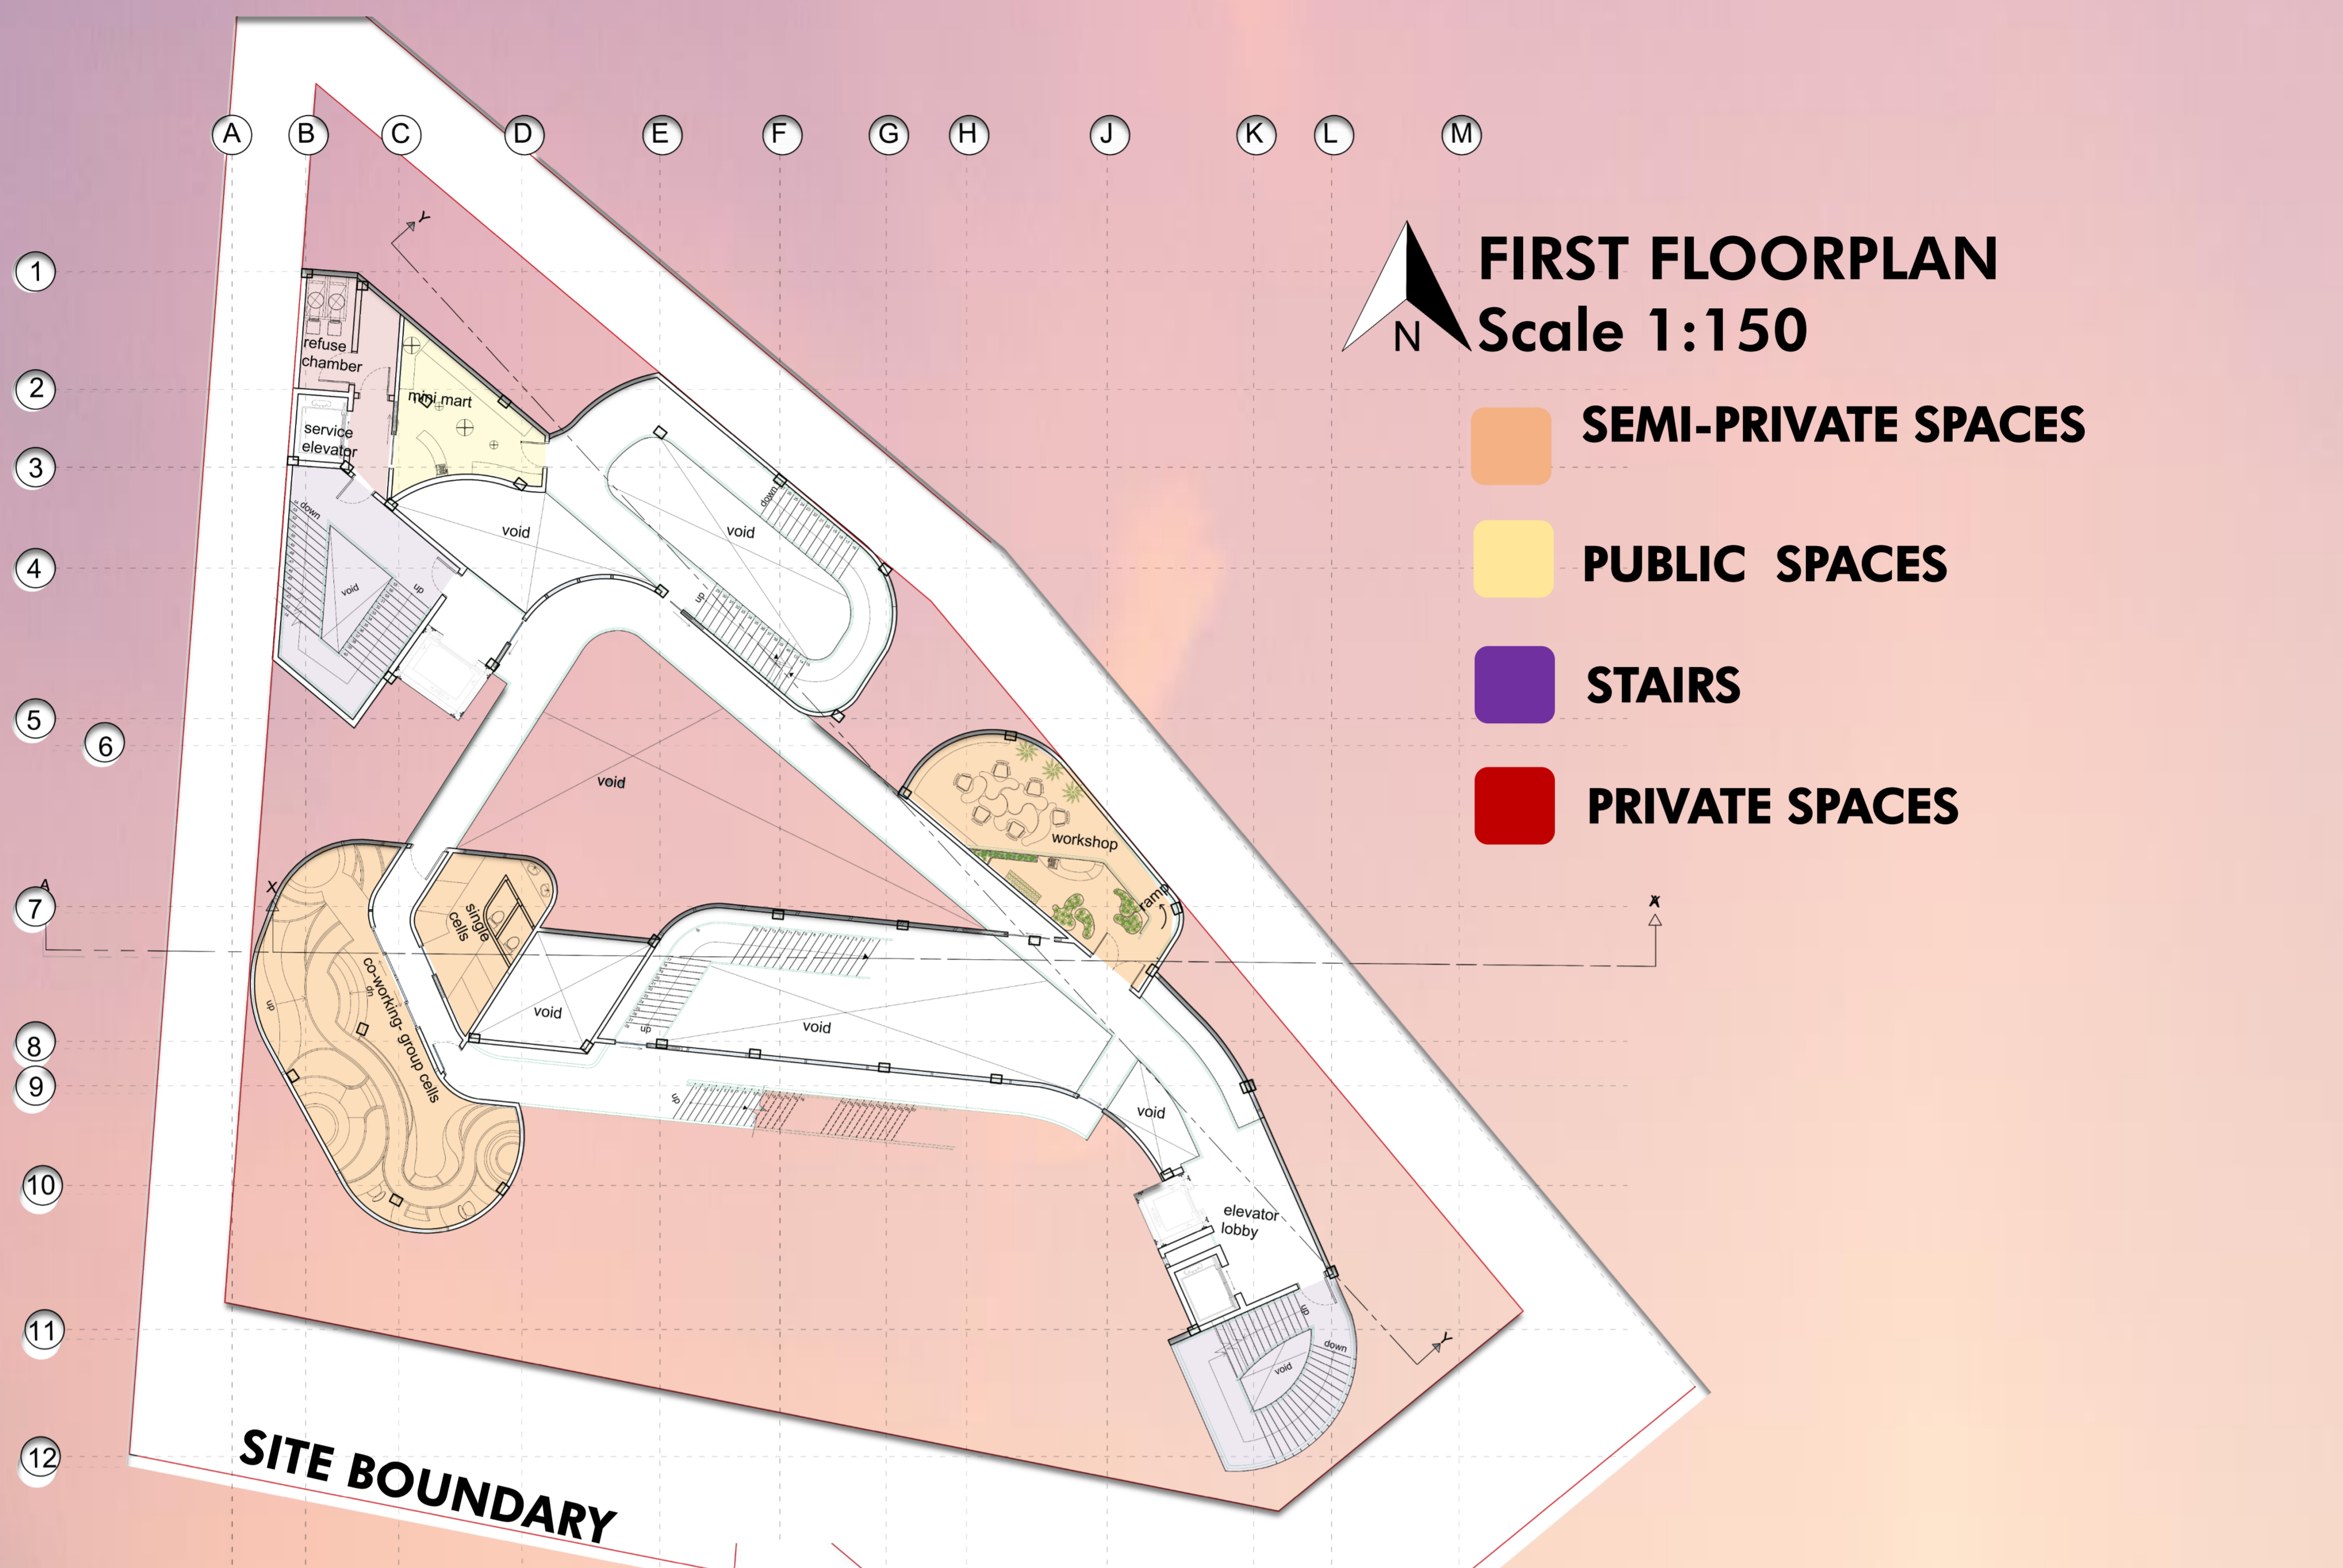 A B C D E F G H J K L M
1
2
3
4
5
6
7
8
9
10
11
12
FIRST FLOORPLAN
Scale 1:150
N
SEMI-PRIVATE SPACES
PUBLIC SPACES
STAIRS
PRIVATE SPACES
Y
refuse
chamber
mini mart
service
elevator
down
void
up
void
void
down
up
void
workshop
ramp
A
X
single
cells
co-working- group cells
up
dn
void
up
void
up
void
elevator
lobby
up
down
void
Y
SITE BOUNDARY